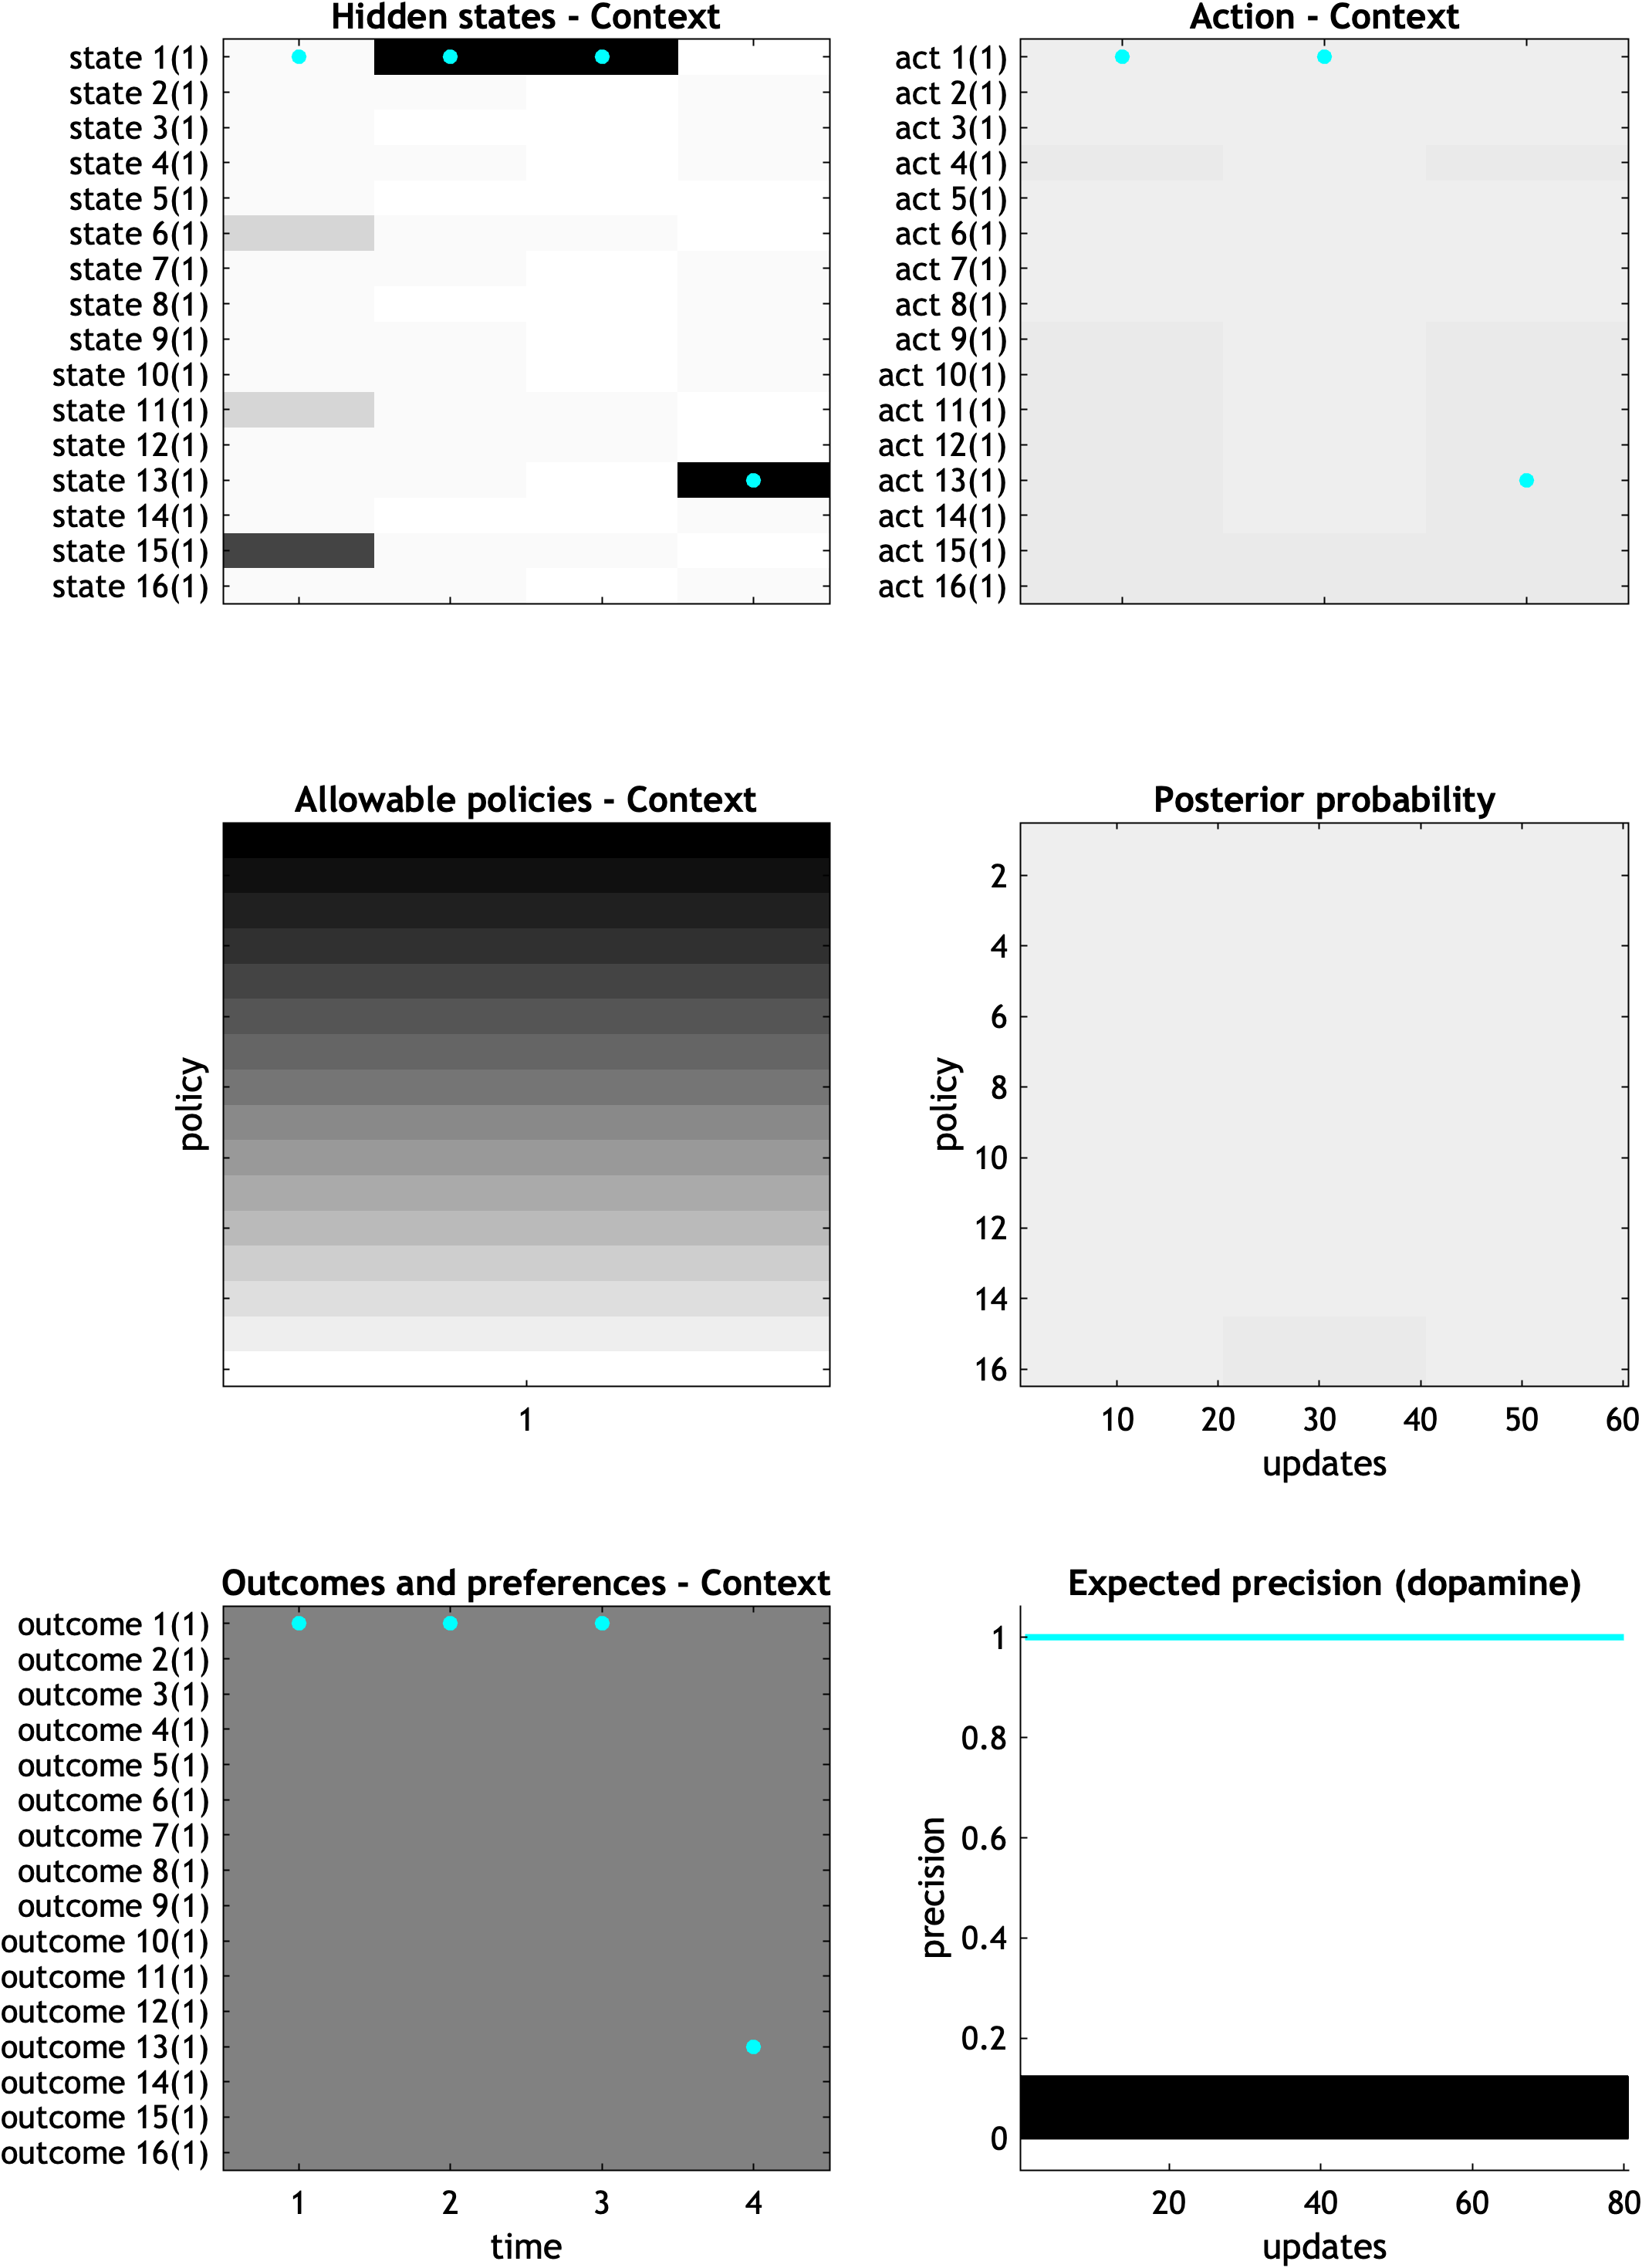 Hidden states - Context
state 1(1)
state 2(1)
state 3(1)
state 4(1)
state 5(1)
state 6(1)
state 7(1)
state 8(1)
state 9(1)
state 10(1)
state 11(1)
state 12(1)
state 13(1)
state 14(1)
state 15(1)
state 16(1)
Action - Context
act 1(1)
act 2(1)
act 3(1)
act 4(1)
act 5(1)
act 6(1)
act 7(1)
act 8(1)
act 9(1)
act 10(1)
act 11(1)
act 12(1)
act 13(1)
act 14(1)
act 15(1)
act 16(1)
Allowable policies - Context
policy
1
Posterior probability
policy
2
4
6
8
10
12
14
16
10 20 30 40 50 60
updates
Outcomes and preferences - Context
outcome 1(1)
outcome 2(1)
outcome 3(1)
outcome 4(1)
outcome 5(1)
outcome 6(1)
outcome 7(1)
outcome 8(1)
outcome 9(1)
outcome 10(1)
outcome 11(1)
outcome 12(1)
outcome 13(1)
outcome 14(1)
outcome 15(1)
outcome 16(1)
1 2 3 4
time
Expected precision (dopamine)
precision
1
0.8
0.6
0.4
0.2
0
20 40 60 80
updates